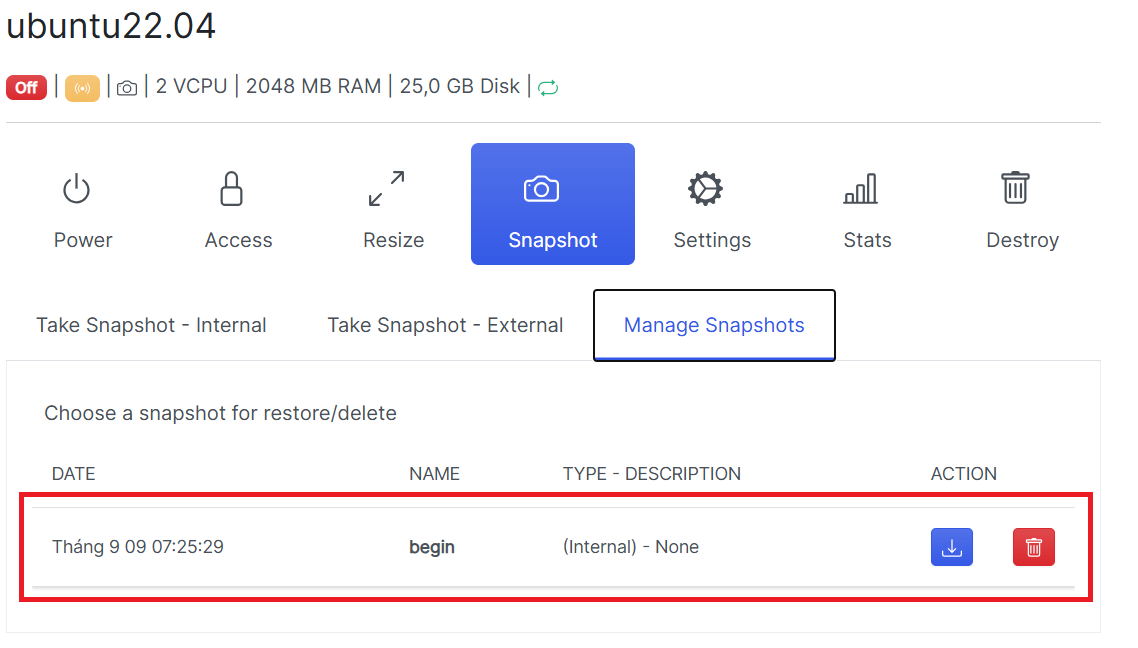 ubuntu22.04
Off | | | 2 VCPU | 2048 MB RAM | 25,0 GB Disk |
Power Access Resize Snapshot Settings Stats Destroy
Take Snapshot - Internal Take Snapshot - External Manage Snapshots
Choose a snapshot for restore/delete
DATE NAME TYPE - DESCRIPTION ACTION
Tháng 9 09 07:25:29 begin (Internal) - None